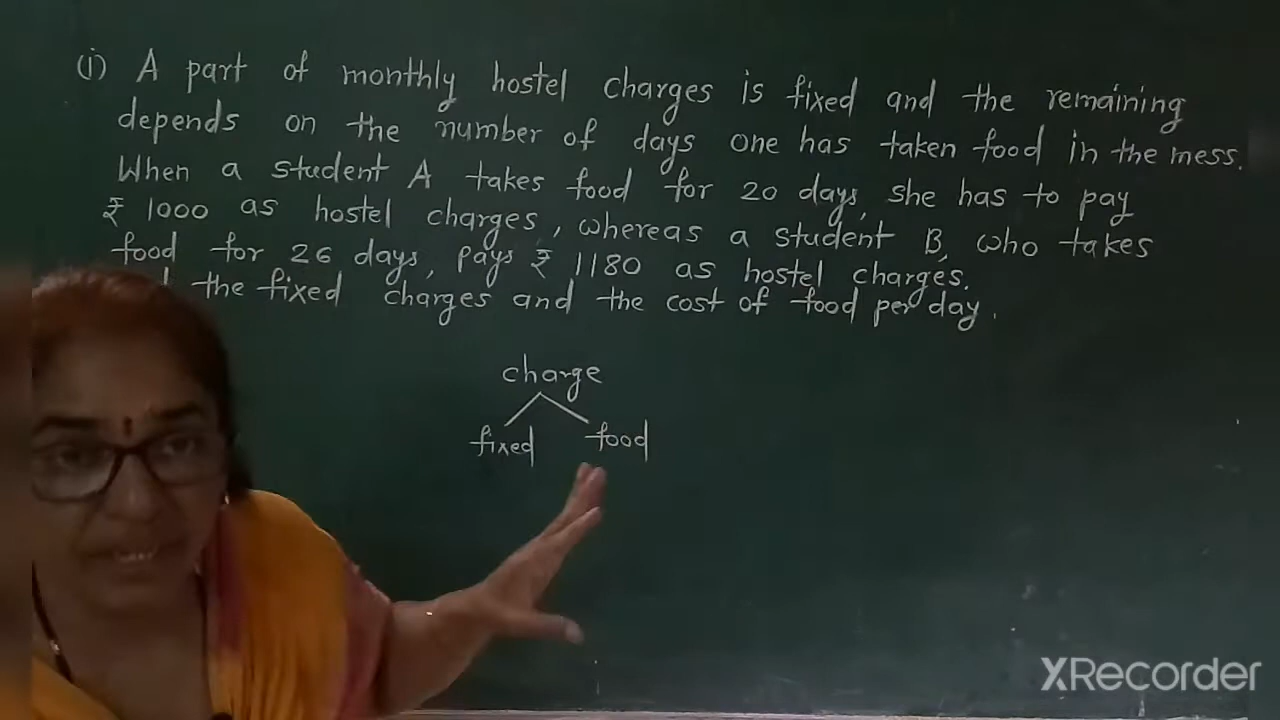 (i) A part of monthly hostel charges is fixed and the remaining
depends on the number of days one has taken food in the mess.
When a student A takes food for 20 days, she has to pay
₹ 1000 as hostel charges, whereas a student B, who takes
food for 26 days, pays ₹ 1180 as hostel charges.
the fixed charges and the cost of food per day.
charge
fixed food
XRecorder